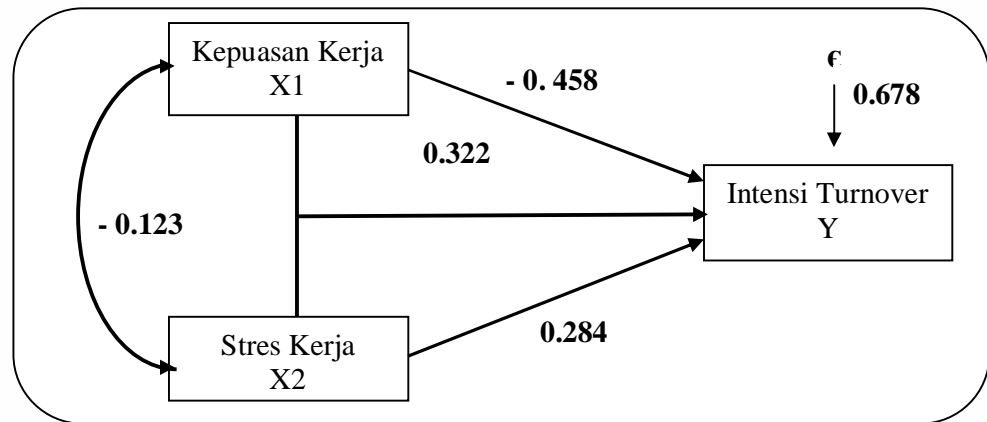 Kepuasan Kerja
X1
- 0. 458
є
0.678
0.322
Intensi Turnover
Y
- 0.123
Stres Kerja
X2
0.284